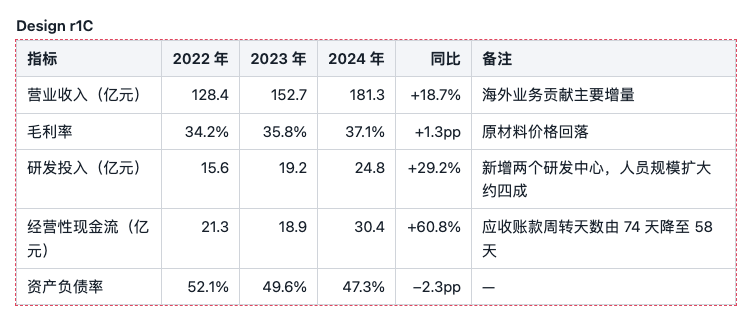 Design r1C
指标 2022 年 2023 年 2024 年 同比 备注
营业收入（亿元） 128.4 152.7 181.3 +18.7% 海外业务贡献主要增量
毛利率 34.2% 35.8% 37.1% +1.3pp 原材料价格回落
研发投入（亿元） 15.6 19.2 24.8 +29.2% 新增两个研发中心，人员规模扩大
约四成
经营性现金流（亿 21.3 18.9 30.4 +60.8% 应收账款周转天数由 74 天降至 58
元） 天
资产负债率 52.1% 49.6% 47.3% −2.3pp —